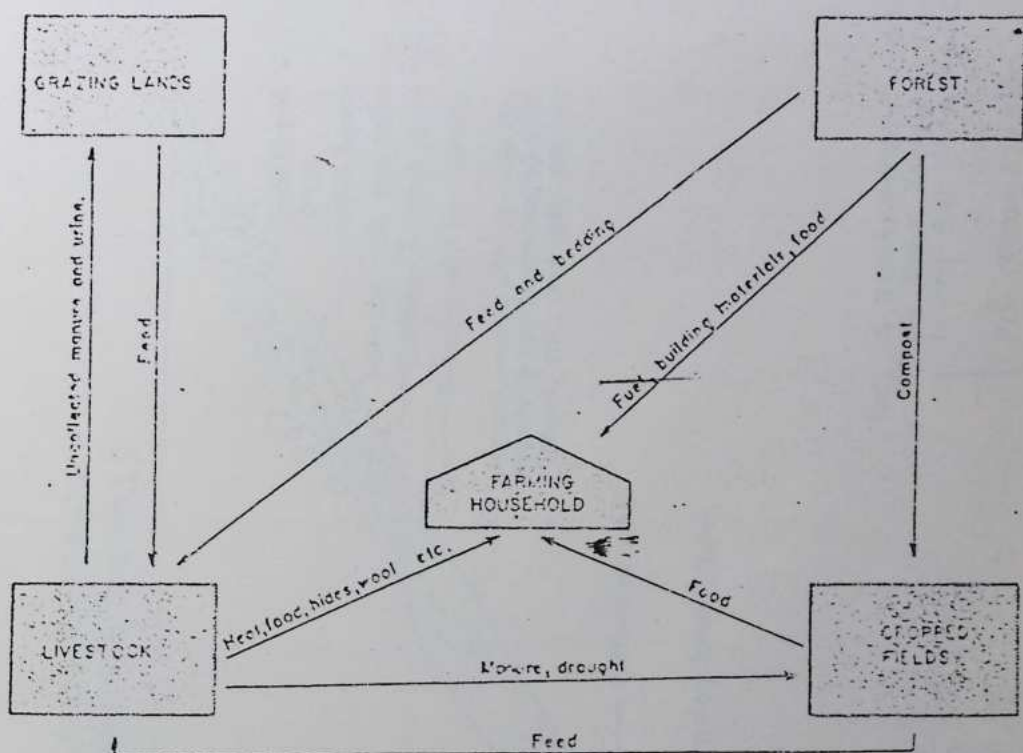 GRAZING LANDS
FOREST
Uncollected manure and urine.
Feed
Feed and bedding
Fuel, building materials, food
Compost
FARMING
HOUSEHOLD
food, hides, wool etc.
Food
LIVESTOCK
CROPPED
FIELDS
Manure, drought
Feed